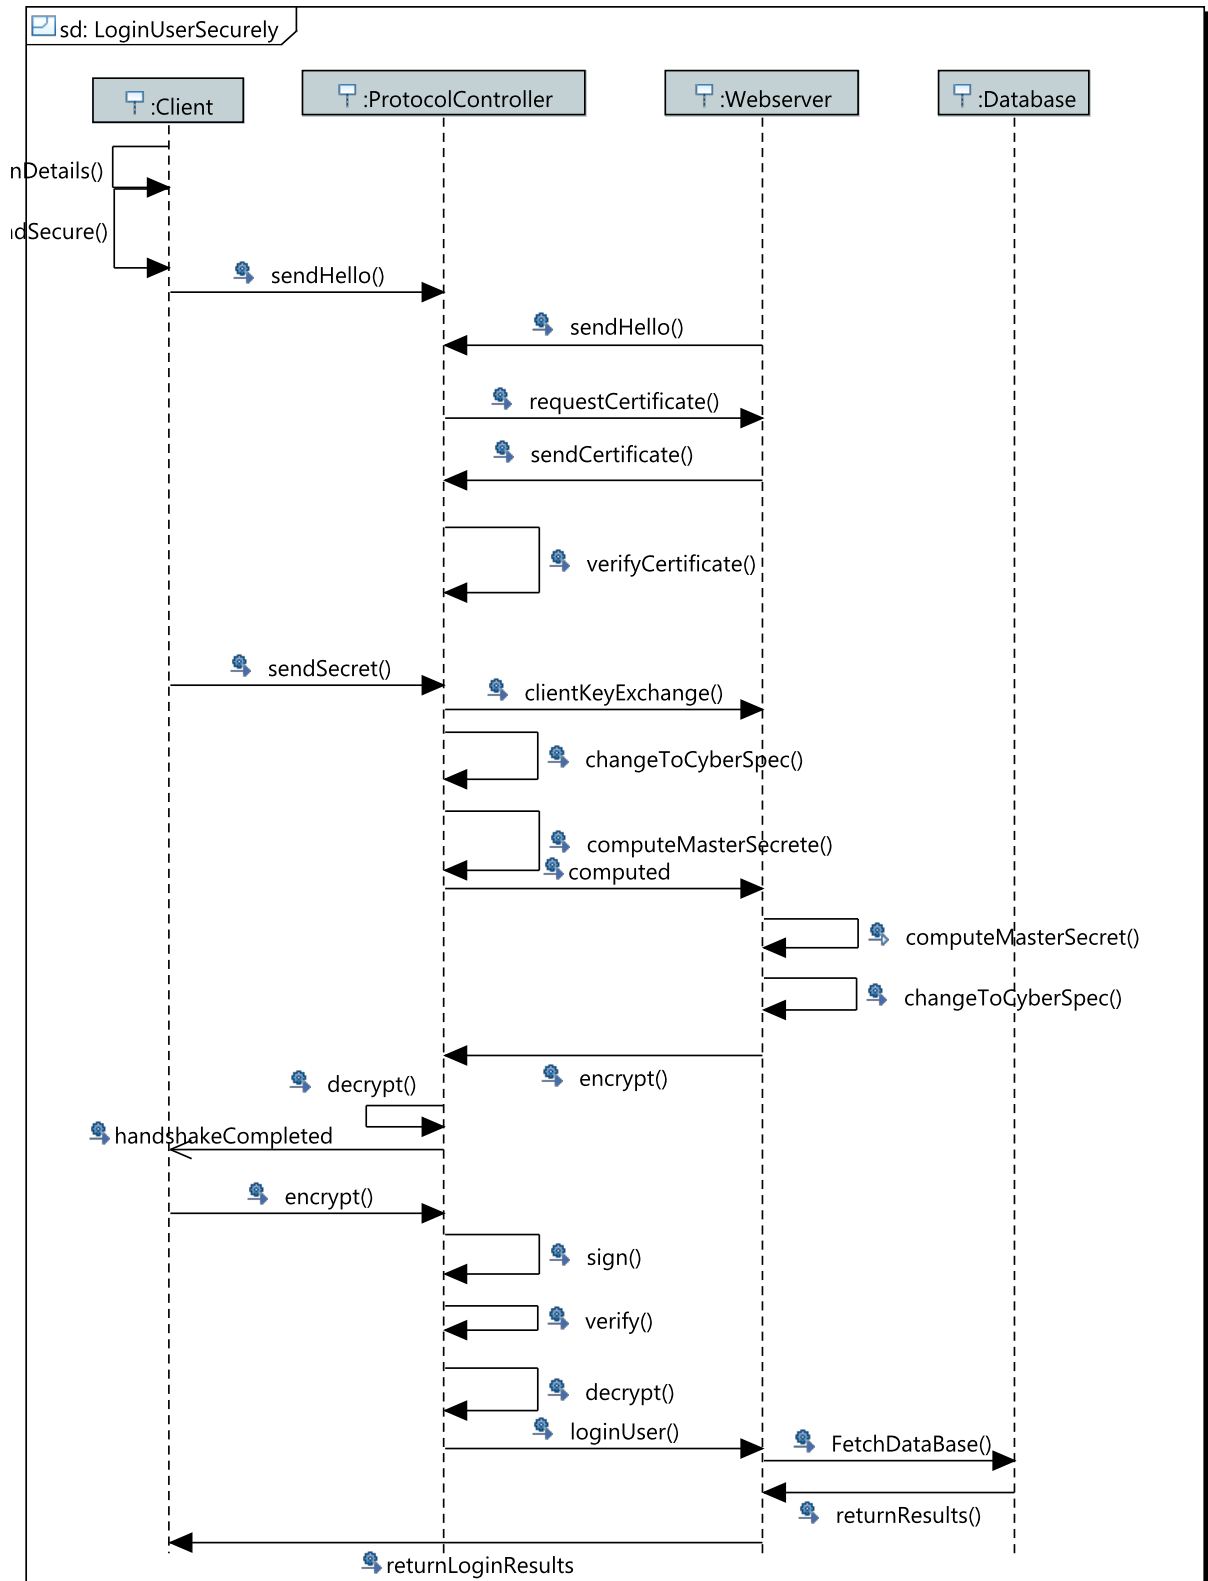 sd: LoginUserSecurely
:Client
:ProtocolController
:Webserver
:Database
nDetails()
dSecure()
sendHello()
sendHello()
requestCertificate()
sendCertificate()
verifyCertificate()
sendSecret()
clientKeyExchange()
changeToCyberSpec()
computeMasterSecrete()
computed
computeMasterSecret()
changeToCyberSpec()
encrypt()
decrypt()
handshakeCompleted
encrypt()
sign()
verify()
decrypt()
loginUser()
FetchDataBase()
returnResults()
returnLoginResults